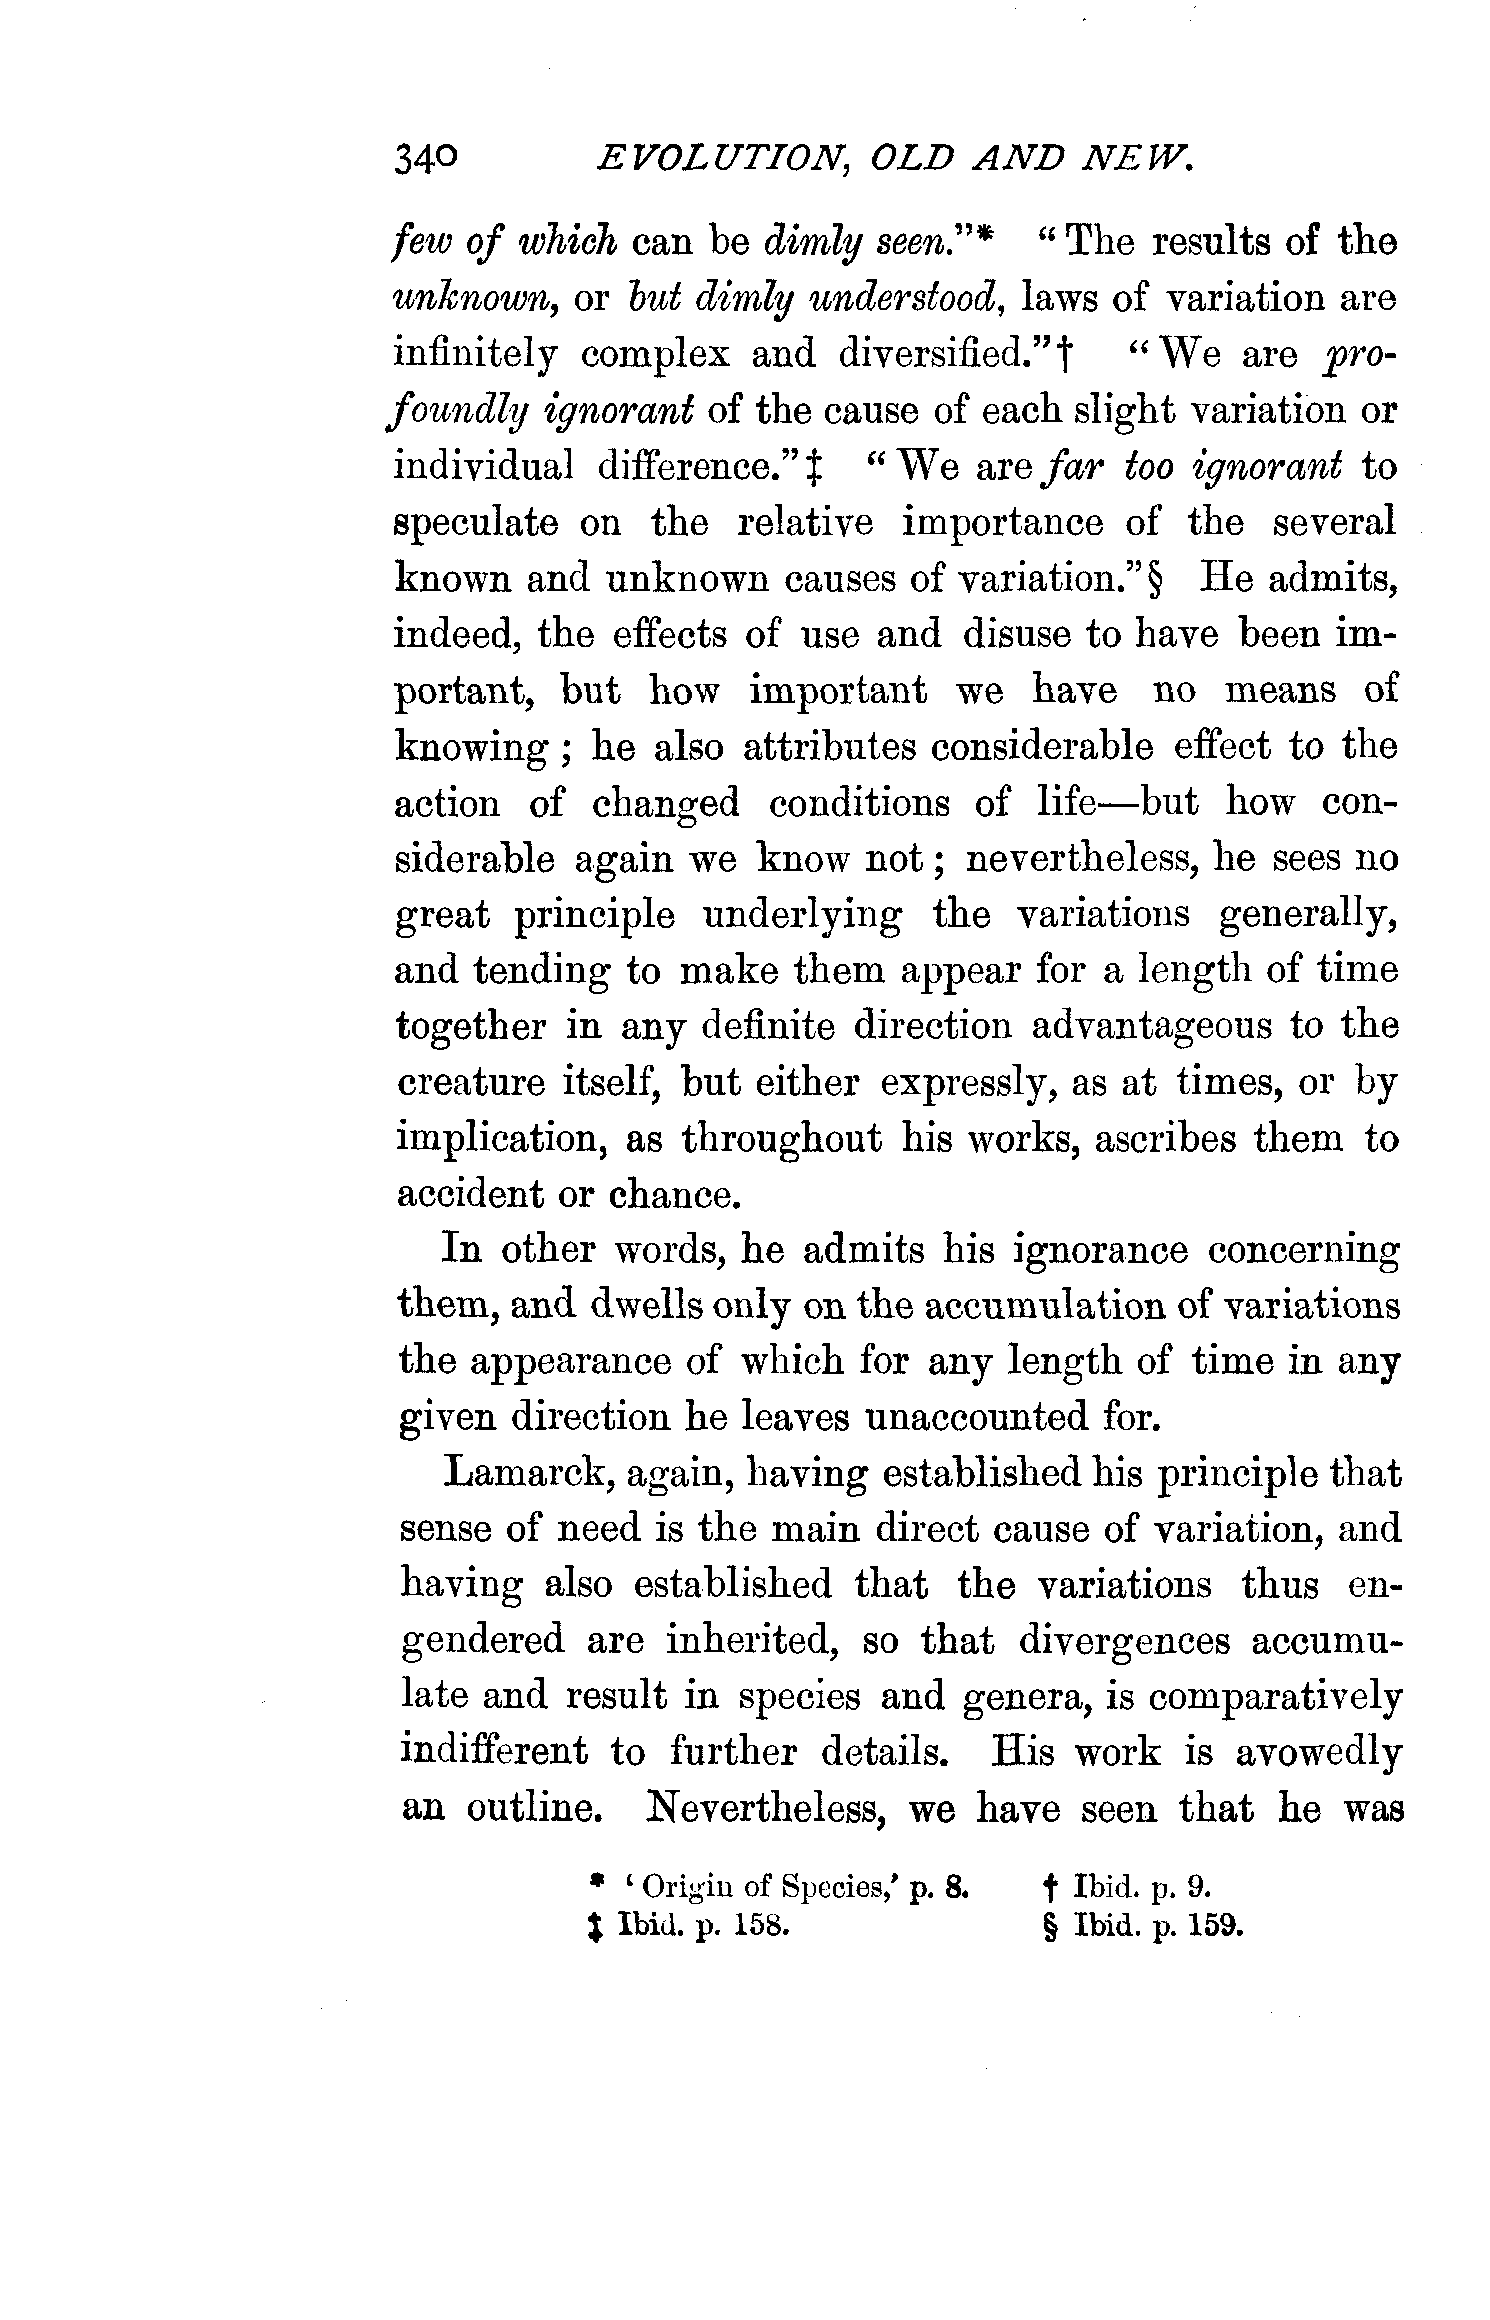 340 EVOLUTION, OLD AND NEW.
few of which can be dimly seen."* "The results of the
unknown, or but dimly understood, laws of variation are
infinitely complex and diversified."† "We are pro-
foundly ignorant of the cause of each slight variation or
individual difference."‡ "We are far too ignorant to
speculate on the relative importance of the several
known and unknown causes of variation."§ He admits,
indeed, the effects of use and disuse to have been im-
portant, but how important we have no means of
knowing; he also attributes considerable effect to the
action of changed conditions of life—but how con-
siderable again we know not; nevertheless, he sees no
great principle underlying the variations generally,
and tending to make them appear for a length of time
together in any definite direction advantageous to the
creature itself, but either expressly, as at times, or by
implication, as throughout his works, ascribes them to
accident or chance.
In other words, he admits his ignorance concerning
them, and dwells only on the accumulation of variations
the appearance of which for any length of time in any
given direction he leaves unaccounted for.
Lamarck, again, having established his principle that
sense of need is the main direct cause of variation, and
having also established that the variations thus en-
gendered are inherited, so that divergences accumu-
late and result in species and genera, is comparatively
indifferent to further details. His work is avowedly
an outline. Nevertheless, we have seen that he was
* 'Origin of Species,' p. 8. † Ibid. p. 9.
‡ Ibid. p. 158. § Ibid. p. 159.